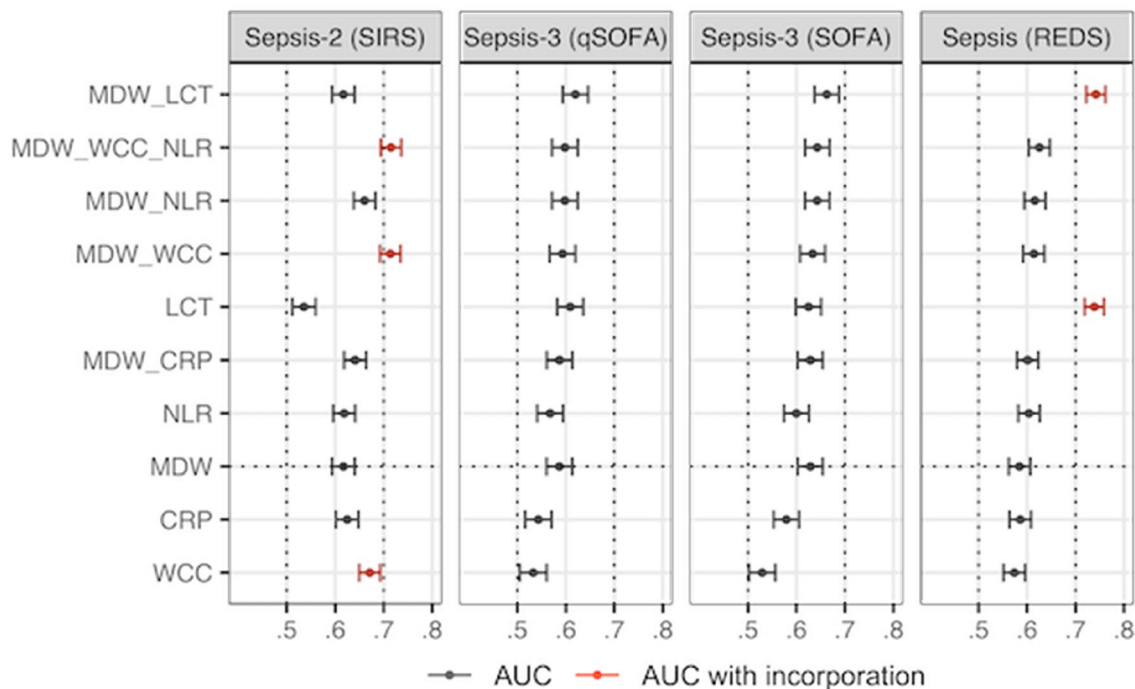 Sepsis-2 (SIRS) Sepsis-3 (qSOFA) Sepsis-3 (SOFA) Sepsis (REDS)
MDW_LCT
MDW_WCC_NLR
MDW_NLR
MDW_WCC
LCT
MDW_CRP
NLR
MDW
CRP
WCC
.5 .6 .7 .8 .5 .6 .7 .8 .5 .6 .7 .8 .5 .6 .7 .8
AUC AUC with incorporation